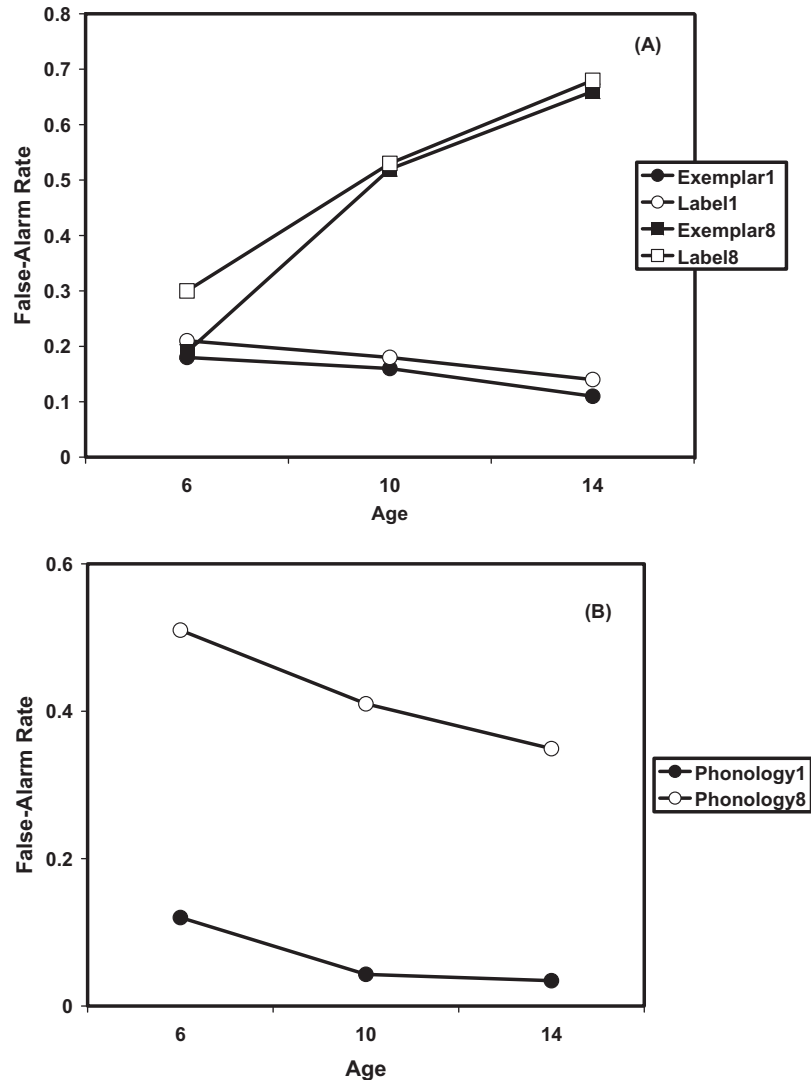 0.8
(A)
0.7
0.6
0.5
0.4
0.3
0.2
0.1
0
False-Alarm Rate
6 10 14
Age
Exemplar1
Label1
Exemplar8
Label8
0.6
(B)
0.4
0.2
0
False-Alarm Rate
6 10 14
Age
Phonology1
Phonology8